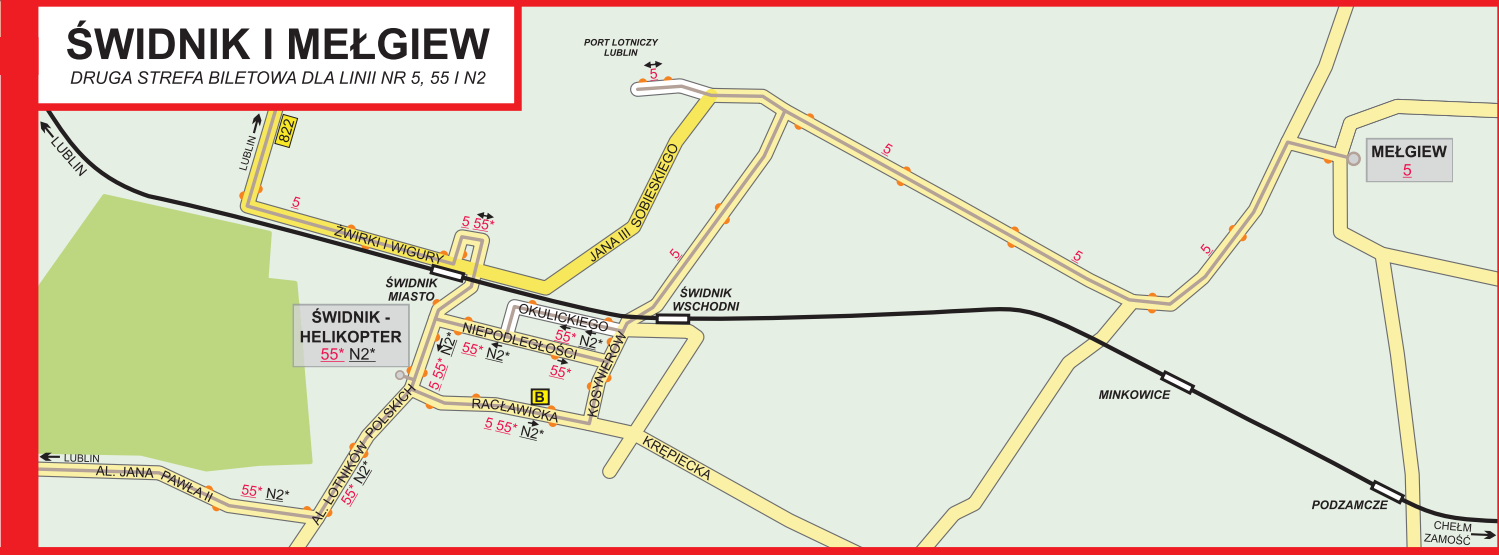 ŚWIDNIK I MEŁGIEW
DRUGA STREFA BILETOWA DLA LINII NR 5, 55 I N2
PORT LOTNICZY
LUBLIN
5
LUBLIN
LUBLIN
822
5
ŻWIRKI I WIGURY
5 55*
JANA III SOBIESKIEGO
5
5
5
5
MEŁGIEW
5
ŚWIDNIK
MIASTO
ŚWIDNIK
WSCHODNI
ŚWIDNIK -
HELIKOPTER
55* N2*
OKULICKIEGO
55* N2*
NIEPODLEGŁOŚCI
55* N2*
55*
5 55* N2*
KOSYNIERÓW
B
RACŁAWICKA
5 55* N2*
KRĘPIECKA
MINKOWICE
PODZAMCZE
CHEŁM
ZAMOŚĆ
LUBLIN
AL. JANA PAWŁA II
55* N2*
AL. LOTNIKÓW POLSKICH
55* N2*